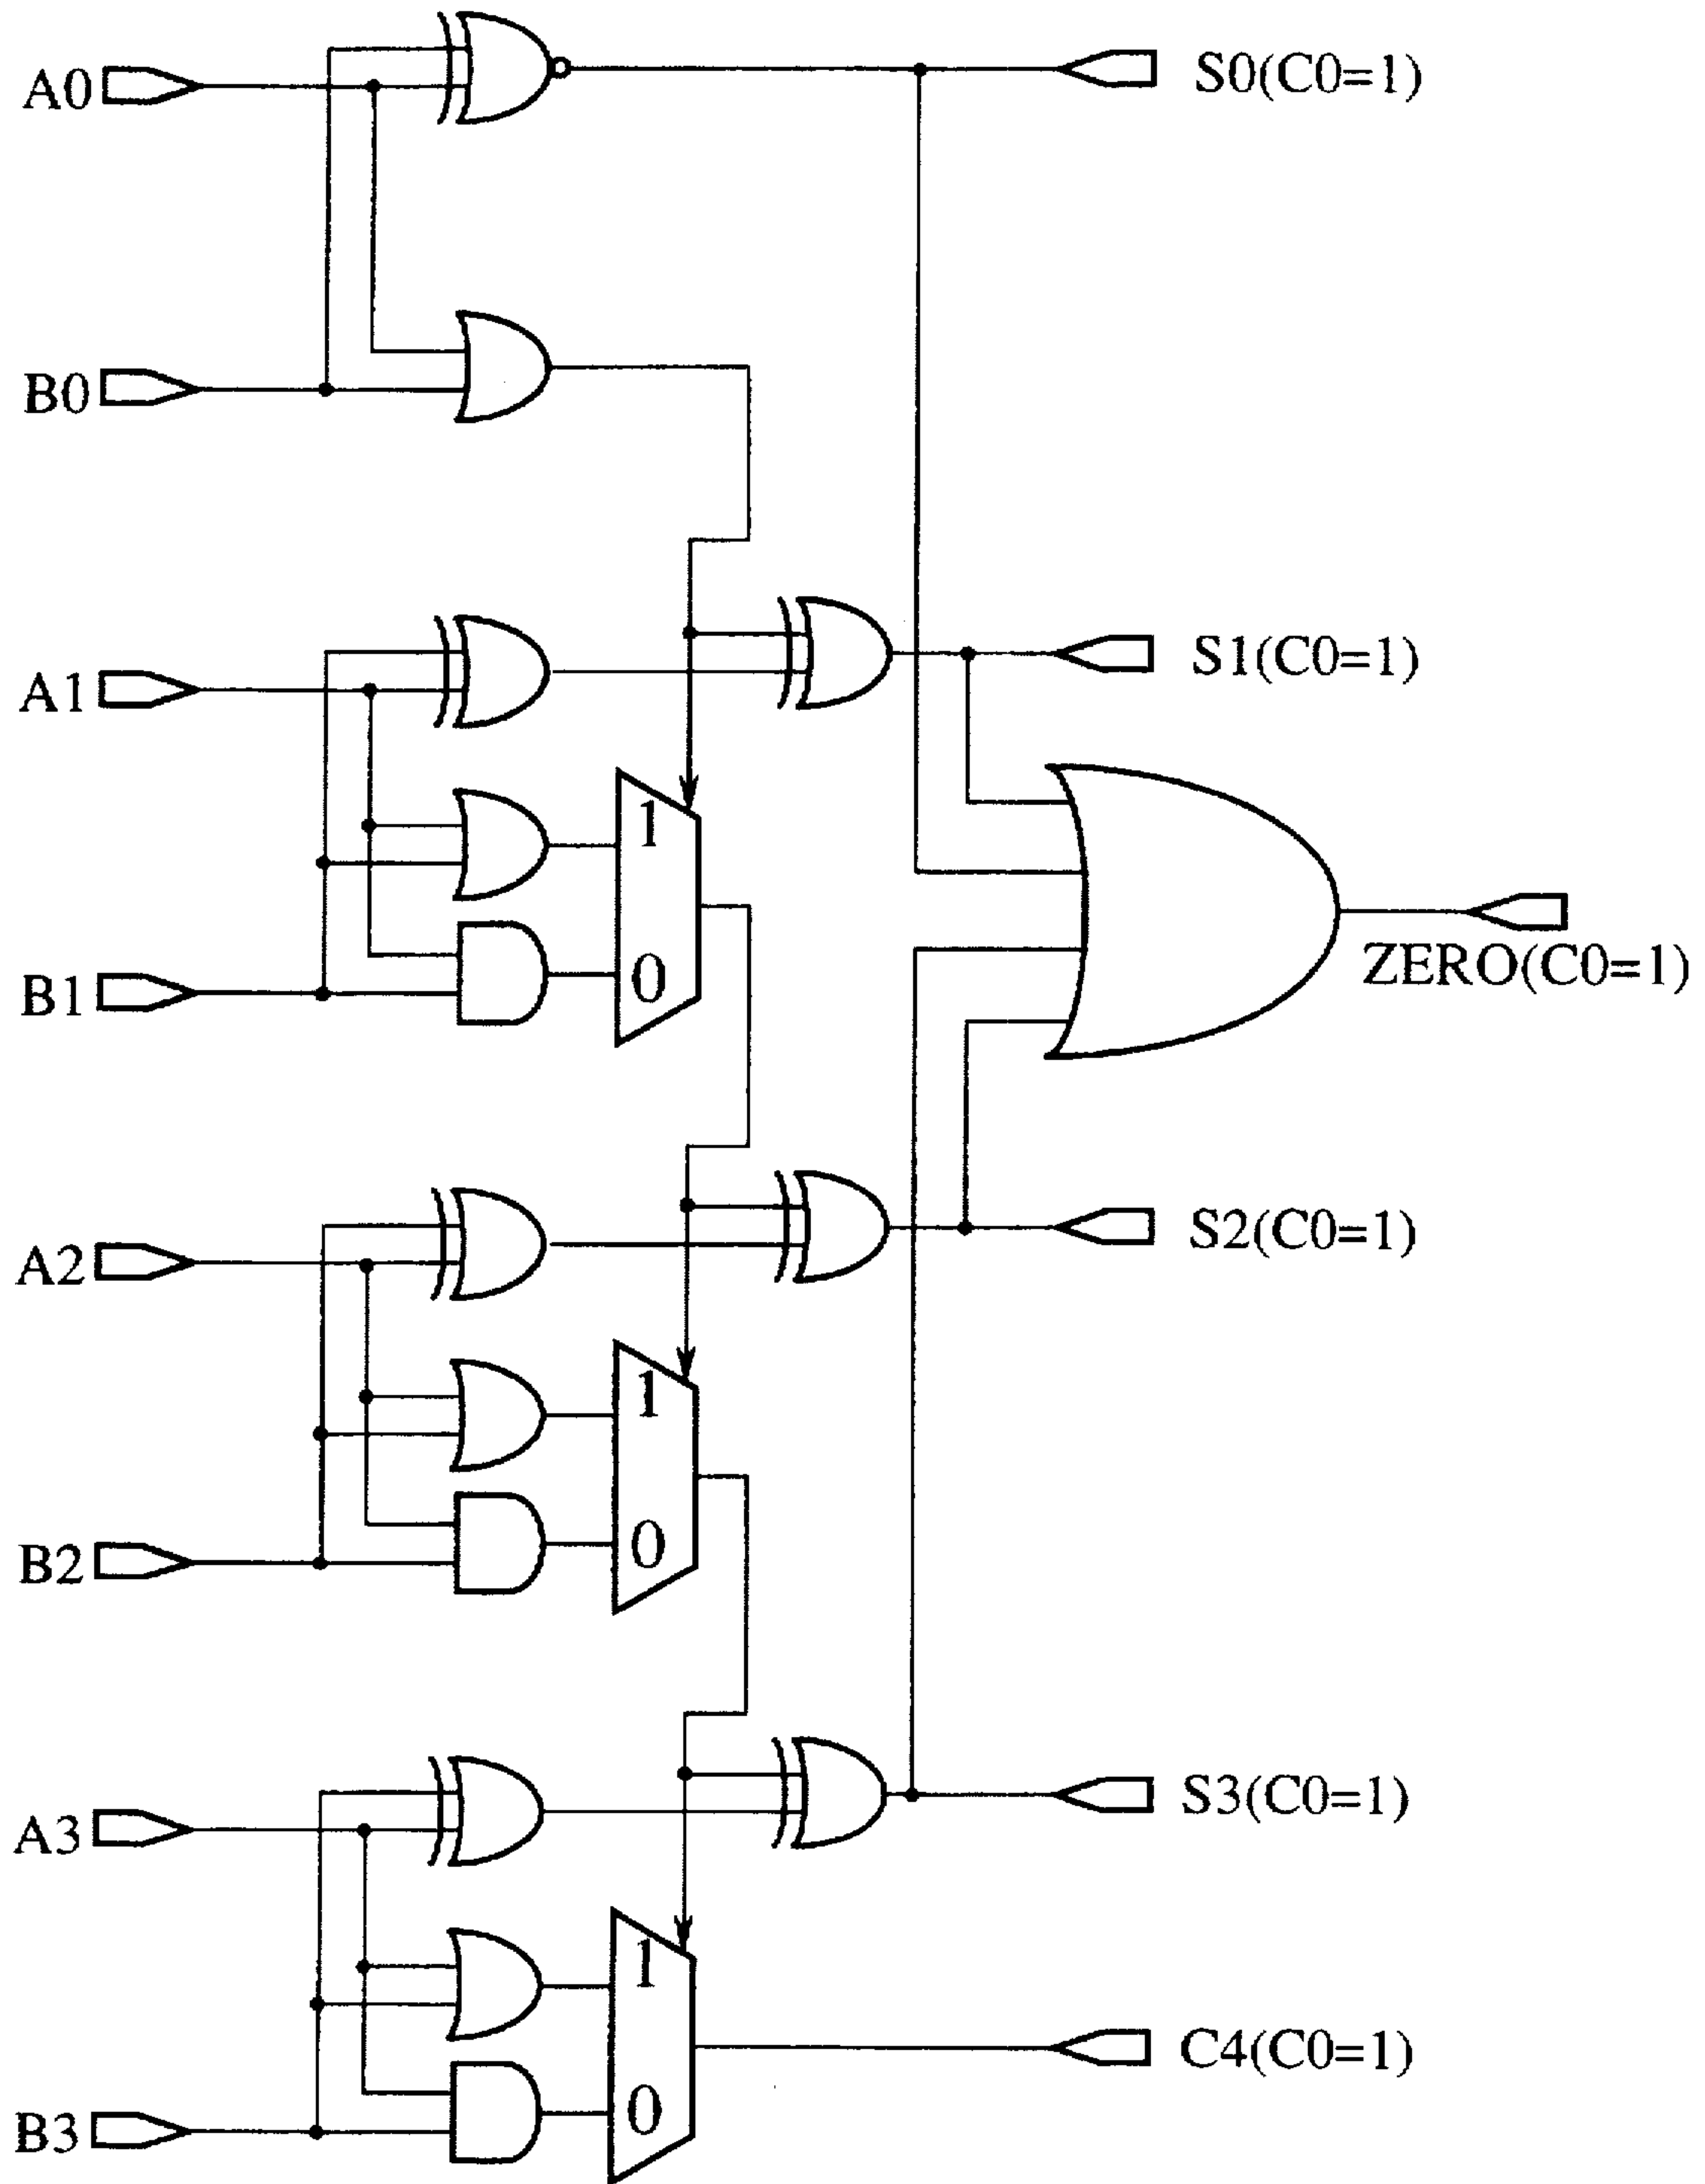 A0
S0(C0=1)
B0
A1
S1(C0=1)
1
0
B1
ZERO(C0=1)
A2
S2(C0=1)
1
0
B2
A3
S3(C0=1)
1
0
C4(C0=1)
B3